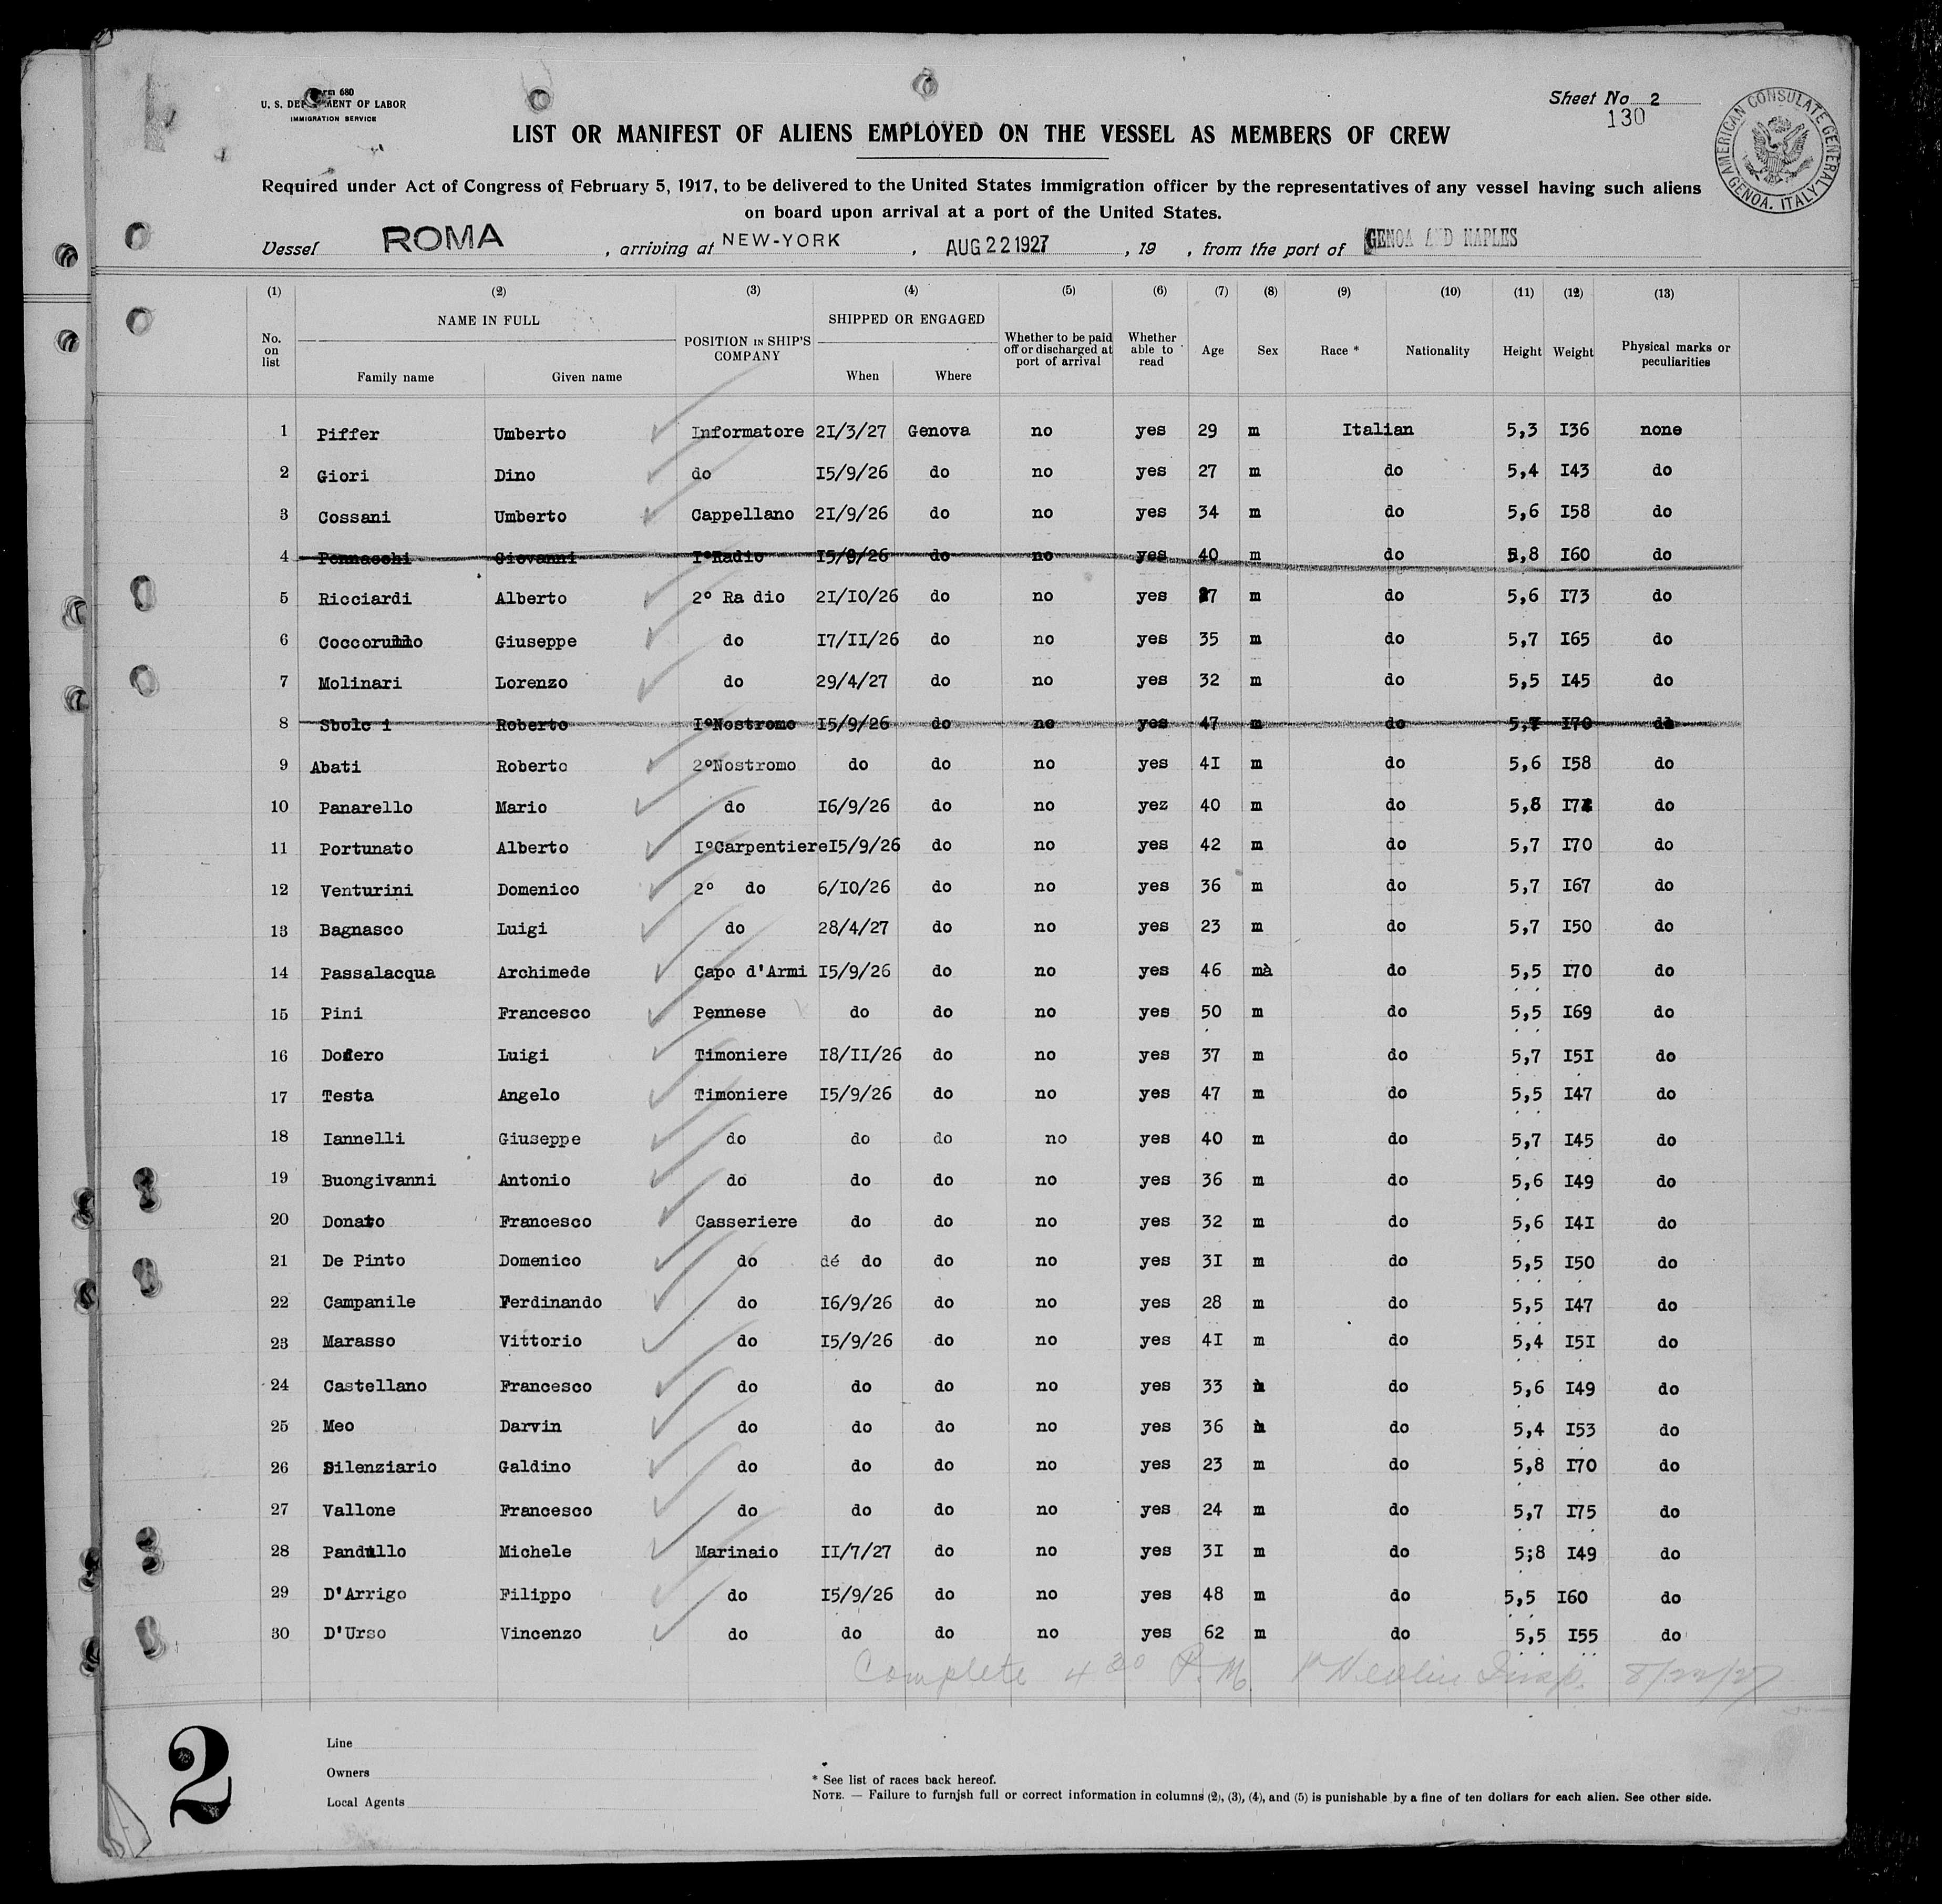 Form 680
U. S. DEPARTMENT OF LABOR
IMMIGRATION SERVICE
Sheet No 2
130
AMERICAN CONSULATE GENERAL GENOA. ITALY
LIST OR MANIFEST OF ALIENS EMPLOYED ON THE VESSEL AS MEMBERS OF CREW
Required under Act of Congress of February 5, 1917, to be delivered to the United States immigration officer by the representatives of any vessel having such aliens
on board upon arrival at a port of the United States.
Vessel ROMA , arriving at NEW-YORK , AUG 22 1927 , 19 , from the port of GENOA AND NAPLES
(1) (2) (3) (4) (5) (6) (7) (8) (9) (10) (11) (12) (13)
No. on list NAME IN FULL Family name Given name POSITION IN SHIP'S COMPANY SHIPPED OR ENGAGED When Where Whether to be paid off or discharged at port of arrival Whether able to read Age Sex Race * Nationality Height Weight Physical marks or peculiarities
1 Piffer Umberto Informatore 21/3/27 Genova no yes 29 m Italian 5,3 I36 none
2 Giori Dino do I5/9/26 do no yes 27 m do 5,4 I43 do
3 Cossani Umberto Cappellano 2I/9/26 do no yes 34 m do 5,6 I58 do
4 Pennacchi Giovanni I°Radio I5/9/26 do no yes 40 m do 5,8 I60 do
5 Ricciardi Alberto 2° Ra dio 2I/IO/26 do no yes 27 m do 5,6 I73 do
6 Coccorullo Giuseppe do I7/II/26 do no yes 35 m do 5,7 I65 do
7 Molinari Lorenzo do 29/4/27 do no yes 32 m do 5,5 I45 do
8 Sbolc i Roberto I°Nostromo I5/9/26 do no yes 47 m do 5,7 I70 do
9 Abati Roberto 2°Nostromo do do no yes 4I m do 5,6 I58 do
10 Panarello Mario do I6/9/26 do no yez 40 m do 5,8 do
11 Portunato Alberto I°Carpentiere I5/9/26 do no yes 42 m do 5,7 I70 do
12 Venturini Domenico 2° do 6/IO/26 do no yes 36 m do 5,7 I67 do
13 Bagnasco Luigi do 28/4/27 do no yes 23 m do 5,7 I50 do
14 Passalacqua Archimede Capo d'Armi I5/9/26 do no yes 46 mà do 5,5 I70 do
15 Pini Francesco Pennese do do no yes 50 m do 5,5 I69 do
16 Dodero Luigi Timoniere I8/II/26 do no yes 37 m do 5,7 I5I do
17 Testa Angelo Timoniere I5/9/26 do no yes 47 m do 5,5 I47 do
18 Iannelli Giuseppe do do do no yes 40 m do 5,7 I45 do
19 Buongivanni Antonio do do do no yes 36 m do 5,6 I49 do
20 Donato Francesco Casseriere do do no yes 32 m do 5,6 I4I do
21 De Pinto Domenico do dé do do no yes 3I m do 5,5 I50 do
22 Campanile Ferdinando do I6/9/26 do no yes 28 m do 5,5 I47 do
23 Marasso Vittorio do I5/9/26 do no yes 4I m do 5,4 I5I do
24 Castellano Francesco do do do no yes 33 m do 5,6 I49 do
25 Meo Darvin do do do no yes 36 m do 5,4 I53 do
26 Silenziario Galdino do do do no yes 23 m do 5,8 I70 do
27 Vallone Francesco do do do no yes 24 m do 5,7 I75 do
28 Pandullo Michele Marinaio II/7/27 do no yes 3I m do 5;8 I49 do
29 D'Arrigo Filippo do I5/9/26 do no yes 48 m do 5,5 I60 do
30 D'Urso Vincenzo do do do no yes 62 m do 5,5 I55 do
Complete 4 30 P.M. Insp. 8/22/27
2
Line
Owners
Local Agents
* See list of races back hereof.
NOTE. — Failure to furnish full or correct information in columns (2), (3), (4), and (5) is punishable by a fine of ten dollars for each alien. See other side.